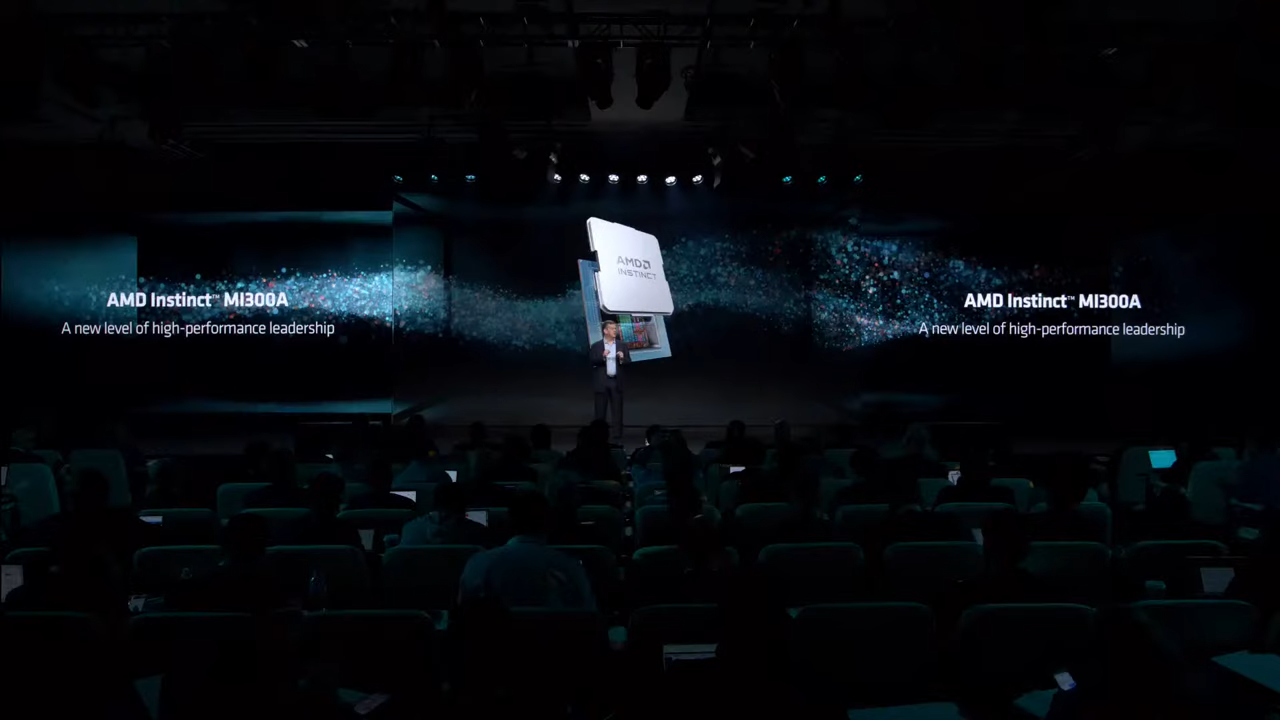 AMD Instinct™ MI300A
A new level of high-performance leadership
AMD
INSTINCT
AMD Instinct™ MI300A
A new level of high-performance leadership